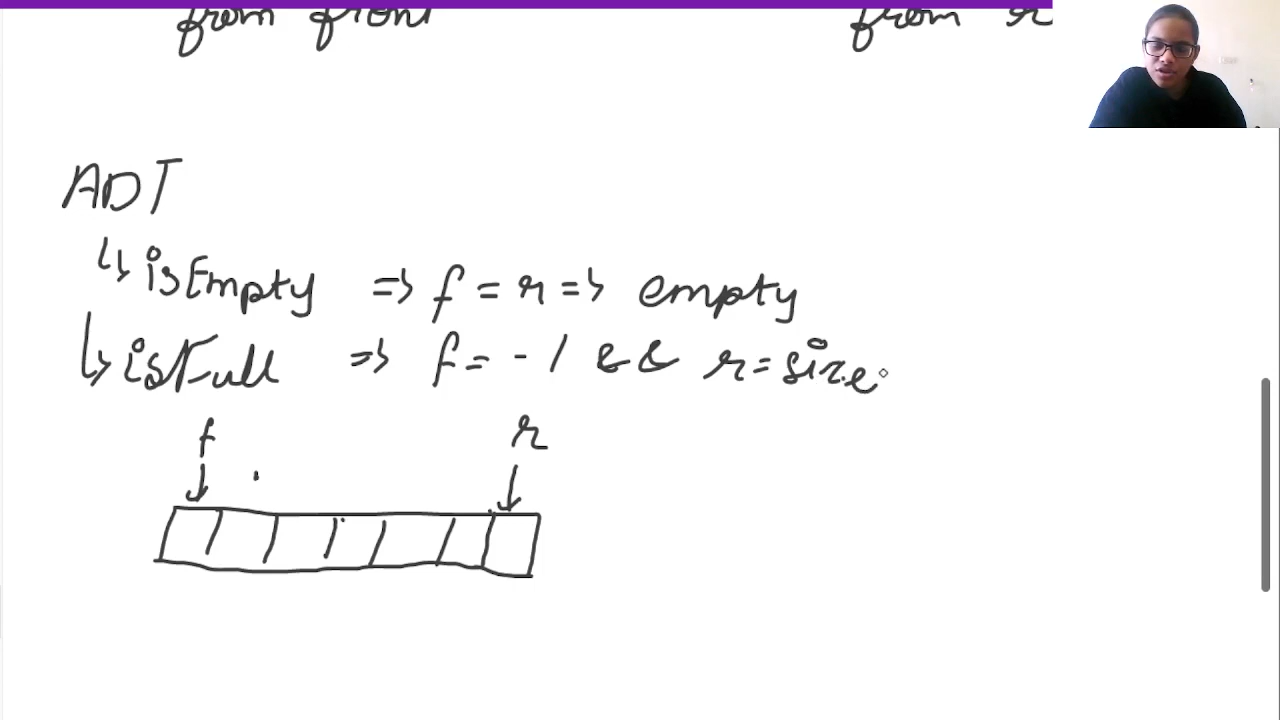 from front from r
ADT
↳ isEmpty => f = r => empty
↳ isFull => f = -1 && r = size
f r